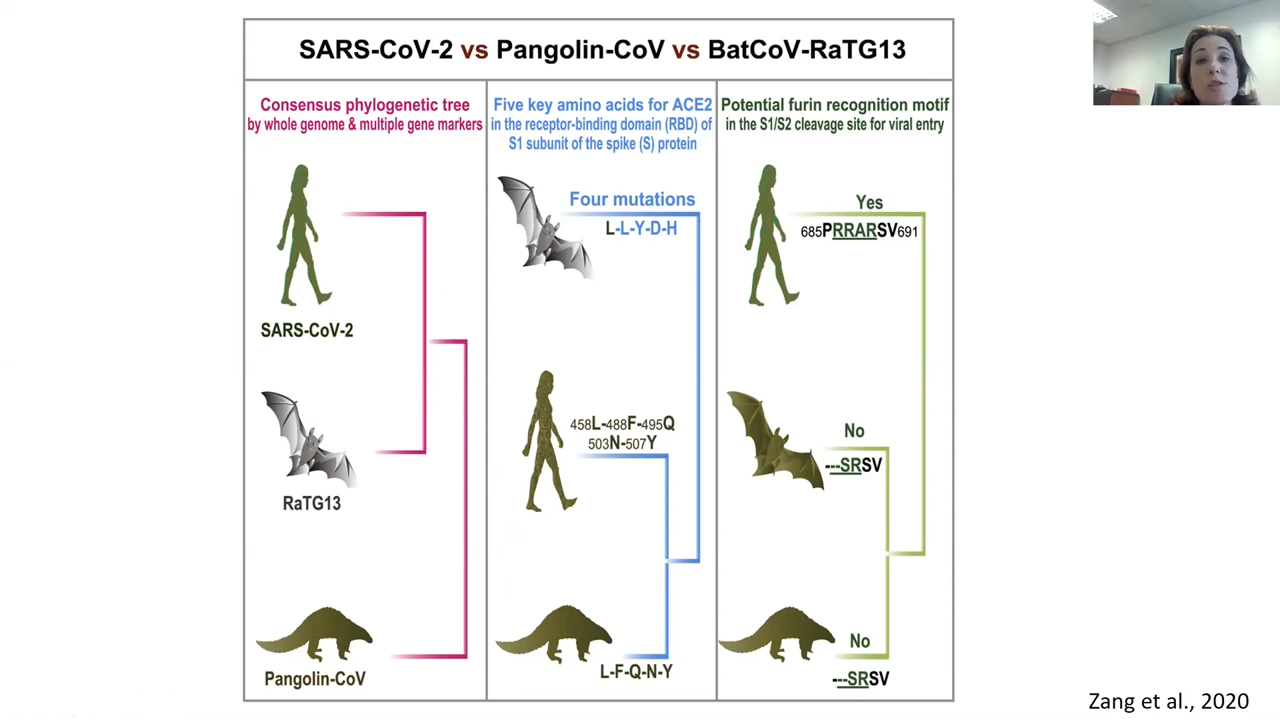 SARS-CoV-2 vs Pangolin-CoV vs BatCoV-RaTG13
Consensus phylogenetic tree
by whole genome & multiple gene markers
SARS-CoV-2
RaTG13
Pangolin-CoV
Five key amino acids for ACE2
in the receptor-binding domain (RBD) of
S1 subunit of the spike (S) protein
Four mutations
L-L-Y-D-H
458L-488F-495Q
503N-507Y
L-F-Q-N-Y
Potential furin recognition motif
in the S1/S2 cleavage site for viral entry
Yes
685PRRARSV691
No
---SRSV
No
---SRSV
Zang et al., 2020